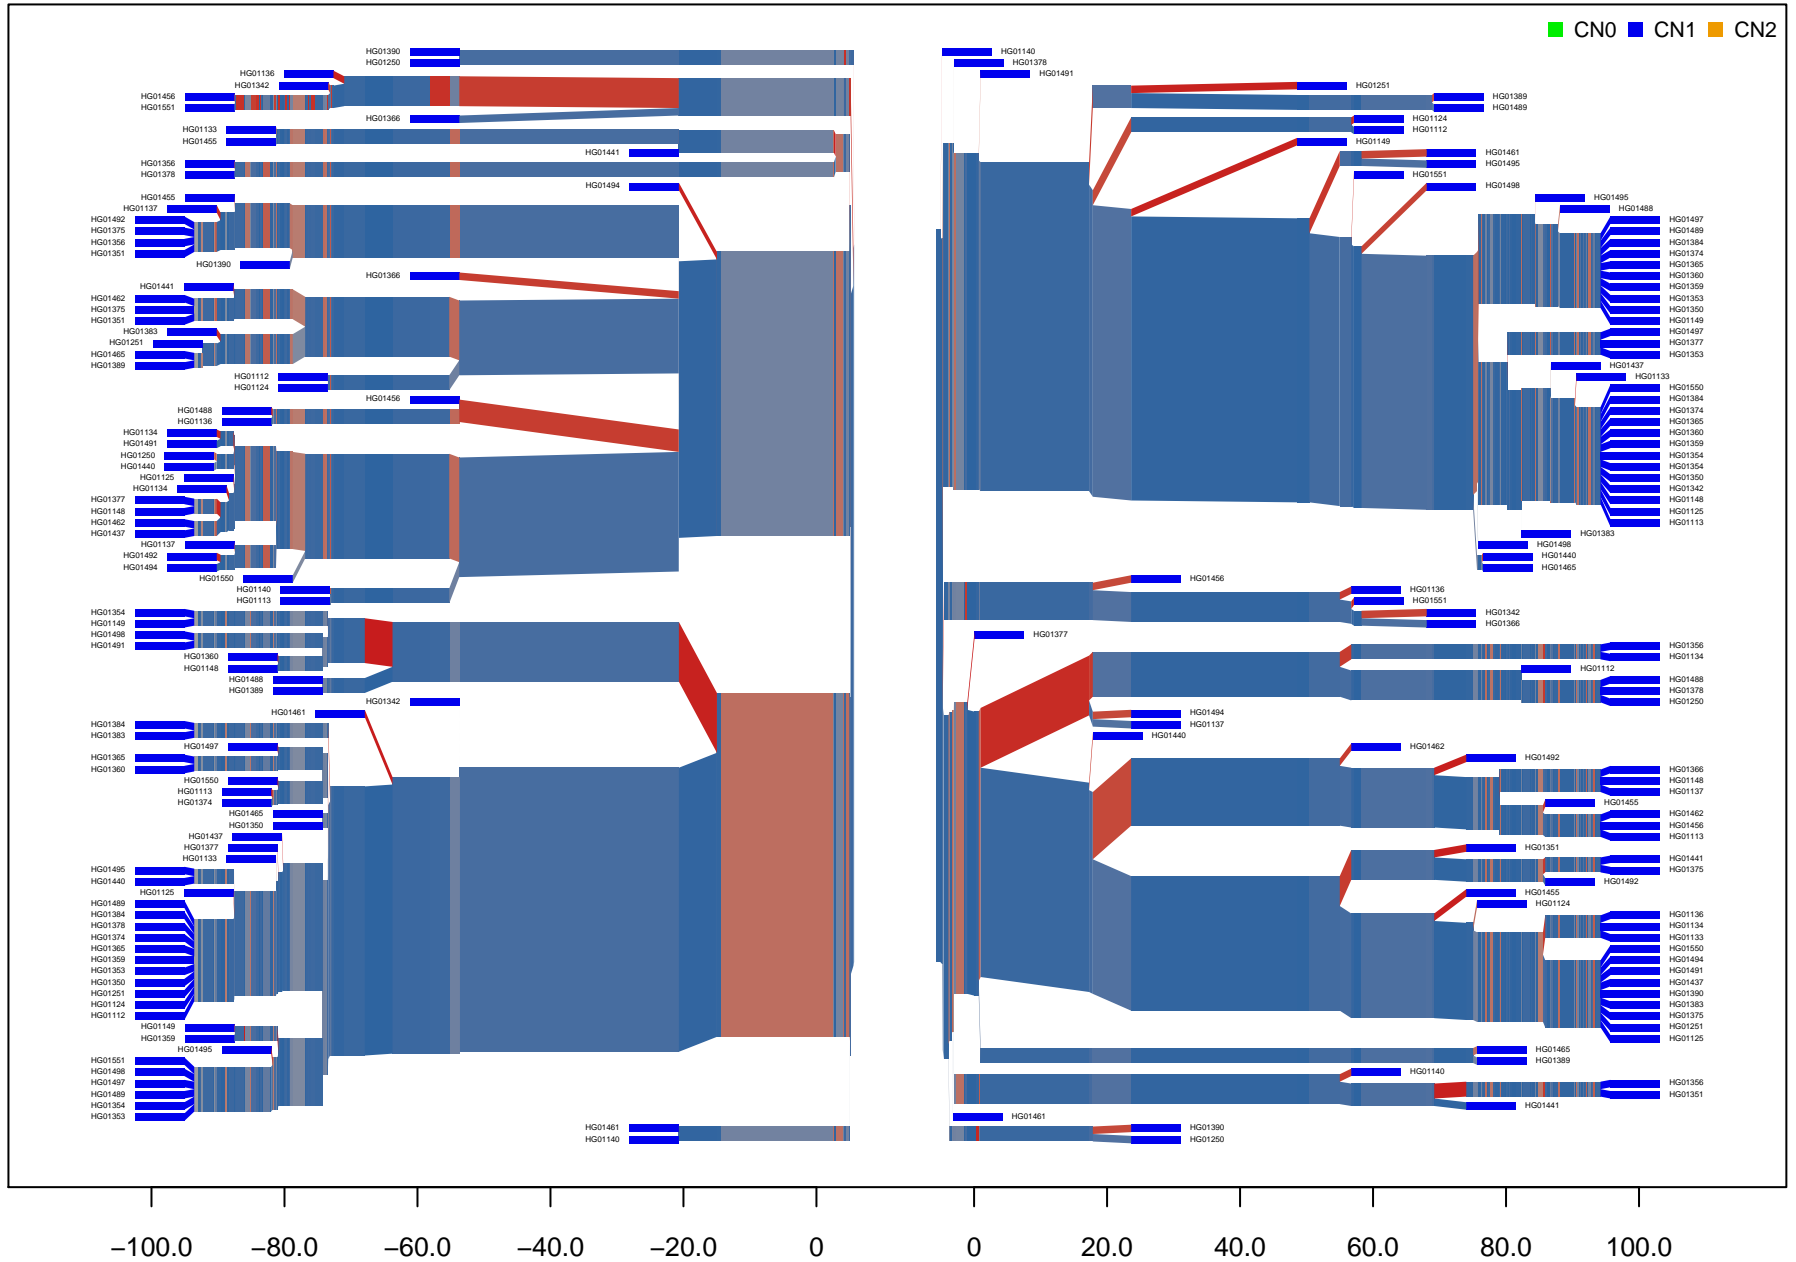 CN0 CN1 CN2
HG01390
HG01250
HG01136
HG01342
HG01456
HG01551
HG01366
HG01133
HG01455
HG01441
HG01356
HG01378
HG01494
HG01455
HG01137
HG01492
HG01375
HG01356
HG01351
HG01390
HG01366
HG01441
HG01462
HG01375
HG01351
HG01383
HG01251
HG01465
HG01389
HG01112
HG01124
HG01456
HG01488
HG01136
HG01134
HG01491
HG01250
HG01440
HG01125
HG01134
HG01377
HG01148
HG01462
HG01437
HG01137
HG01492
HG01494
HG01550
HG01140
HG01113
HG01354
HG01149
HG01498
HG01491
HG01360
HG01148
HG01488
HG01389
HG01342
HG01461
HG01384
HG01383
HG01497
HG01365
HG01360
HG01550
HG01113
HG01374
HG01465
HG01350
HG01437
HG01377
HG01133
HG01495
HG01440
HG01125
HG01489
HG01384
HG01378
HG01374
HG01365
HG01359
HG01353
HG01350
HG01251
HG01124
HG01112
HG01149
HG01359
HG01495
HG01551
HG01498
HG01497
HG01489
HG01354
HG01353
HG01461
HG01140
HG01140
HG01378
HG01491
HG01251
HG01389
HG01489
HG01124
HG01112
HG01149
HG01461
HG01495
HG01551
HG01498
HG01495
HG01488
HG01497
HG01489
HG01384
HG01374
HG01365
HG01360
HG01359
HG01353
HG01350
HG01149
HG01497
HG01377
HG01353
HG01437
HG01133
HG01550
HG01384
HG01374
HG01365
HG01360
HG01359
HG01354
HG01354
HG01350
HG01342
HG01148
HG01125
HG01113
HG01383
HG01498
HG01440
HG01465
HG01456
HG01136
HG01551
HG01342
HG01366
HG01377
HG01356
HG01134
HG01112
HG01488
HG01378
HG01250
HG01494
HG01137
HG01440
HG01462
HG01492
HG01366
HG01148
HG01137
HG01455
HG01462
HG01456
HG01113
HG01351
HG01441
HG01375
HG01492
HG01455
HG01124
HG01136
HG01134
HG01133
HG01550
HG01494
HG01491
HG01437
HG01390
HG01383
HG01375
HG01251
HG01125
HG01465
HG01389
HG01140
HG01356
HG01351
HG01441
HG01461
HG01390
HG01250
−100.0 −80.0 −60.0 −40.0 −20.0 0 0 20.0 40.0 60.0 80.0 100.0